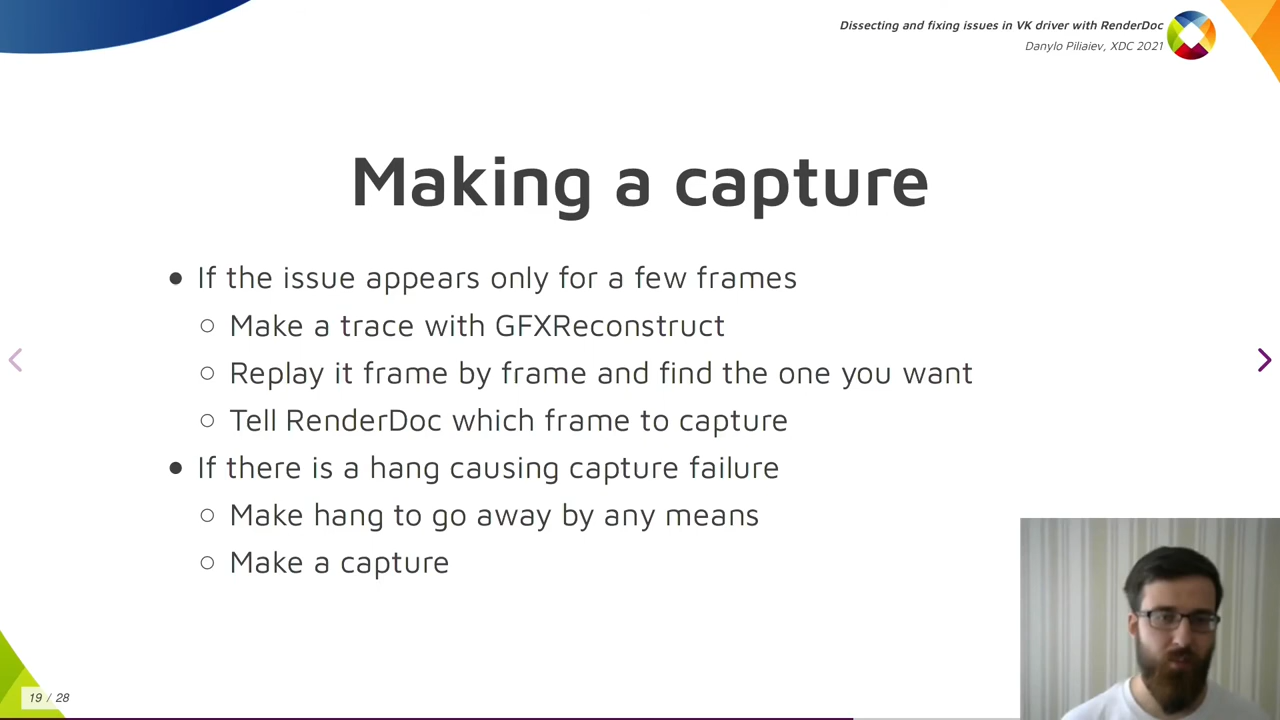 Dissecting and fixing issues in VK driver with RenderDoc
Danylo Piliaiev, XDC 2021
Making a capture
If the issue appears only for a few frames
Make a trace with GFXReconstruct
Replay it frame by frame and find the one you want
Tell RenderDoc which frame to capture
If there is a hang causing capture failure
Make hang to go away by any means
Make a capture
19 / 28